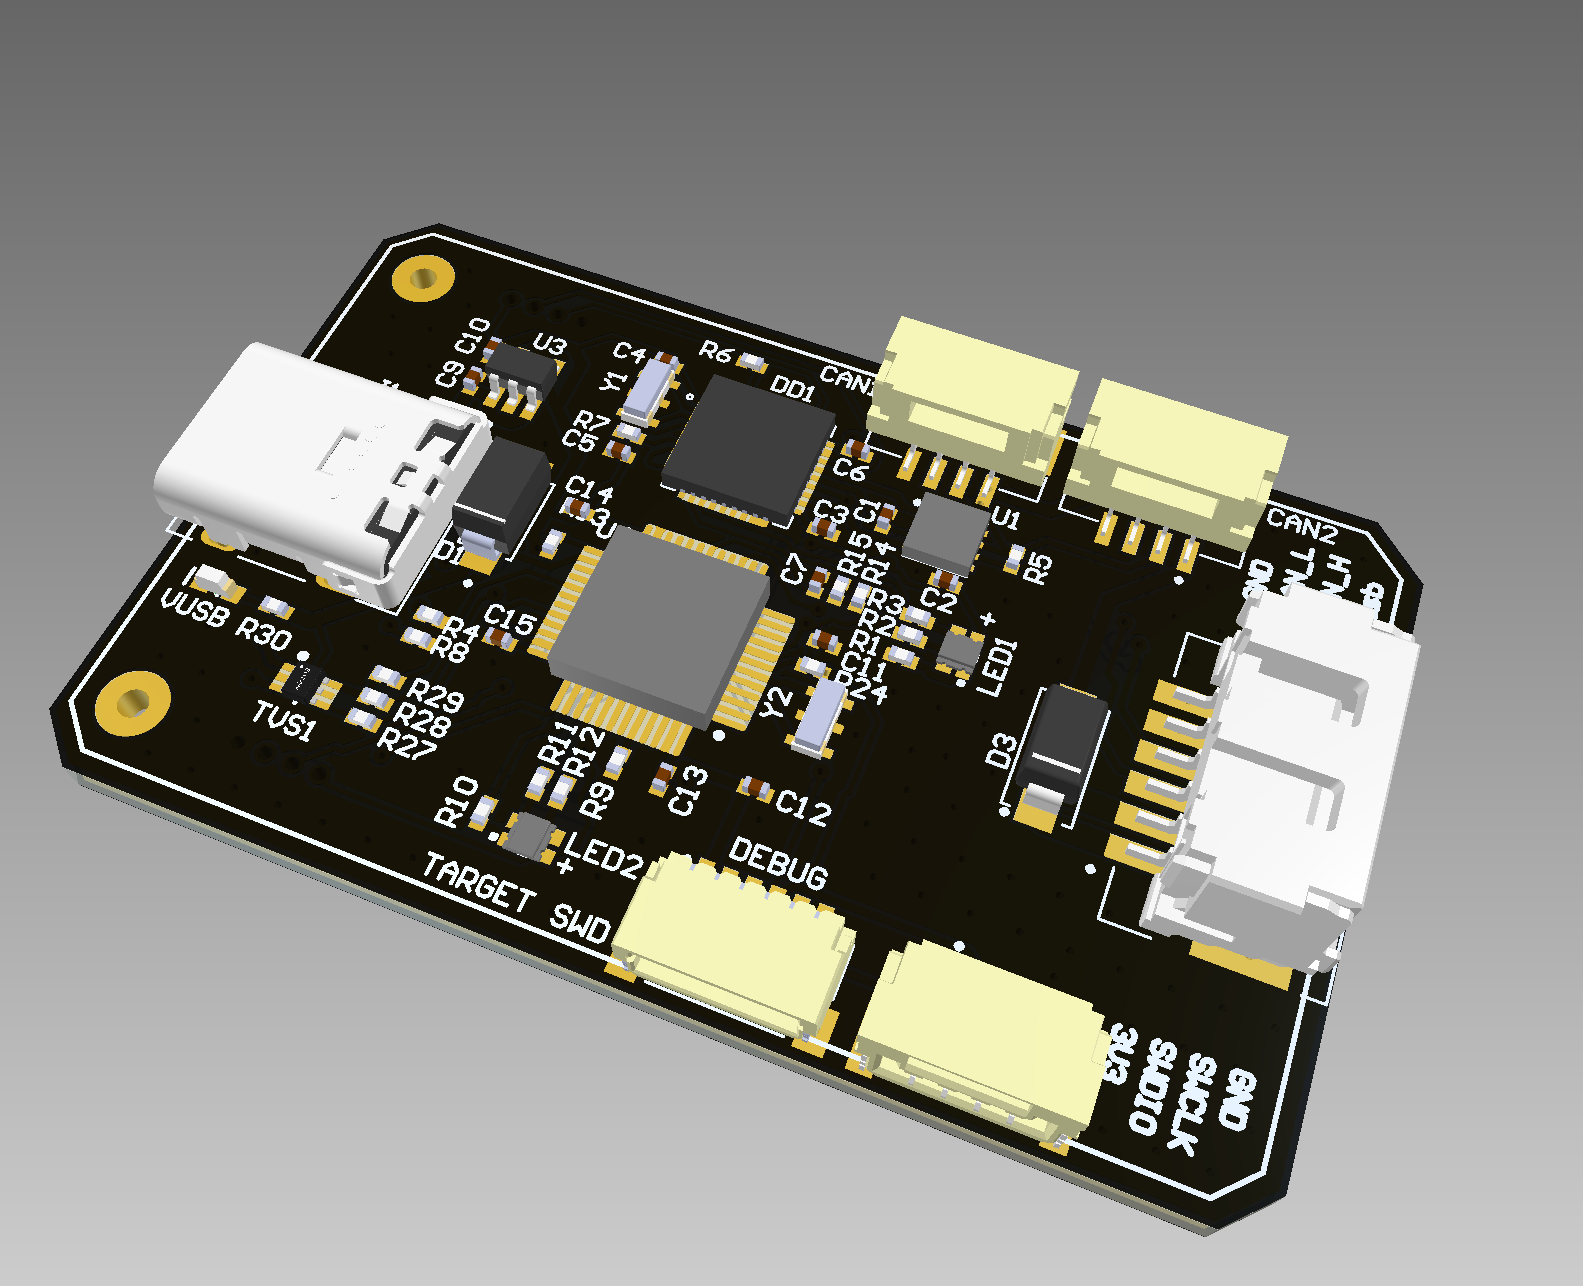 C10
U3
C9
C4
Y1
R6
DD1
R7
C5
C6
CAN2
C14
C3
C1
U1
R15
R14
C7
R5
D1
C2
+
VUSB
R30
C15
R4
R8
R3
R2
R1
C11
LED1
R29
R28
R27
TVS1
Y2
D3
R11
R12
R9
C13
C12
R10
LED2
+
DEBUG
TARGET SWD
3V3
SWDIO
SWCLK
GND
GND